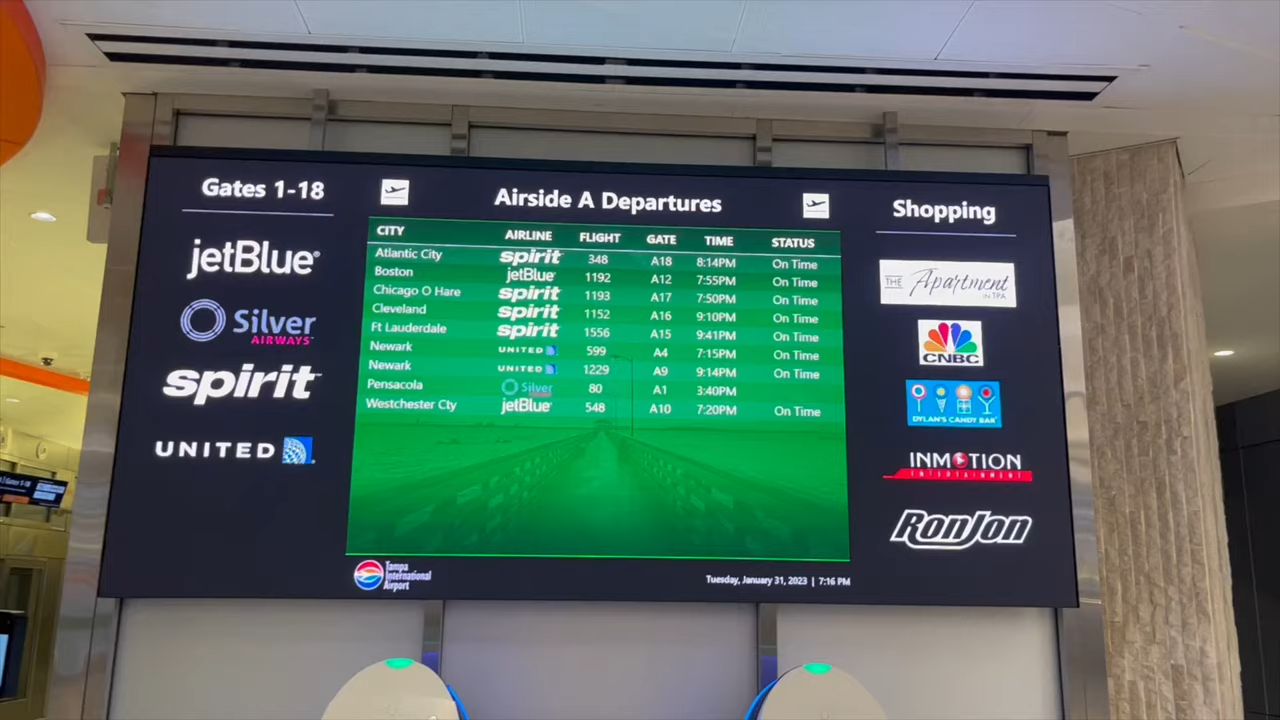 Gates 1-18
jetBlue®
Silver
AIRWAYS
spirit
UNITED
Airside A Departures
CITY AIRLINE FLIGHT GATE TIME STATUS
Atlantic City spirit 348 A18 8:14PM On Time
Boston jetBlue 1192 A12 7:55PM On Time
Chicago O Hare spirit 1193 A17 7:50PM On Time
Cleveland spirit 1152 A16 9:10PM On Time
Ft Lauderdale spirit 1556 A15 9:41PM On Time
Newark UNITED 599 A4 7:15PM On Time
Newark UNITED 1229 A9 9:14PM On Time
Pensacola Silver 80 A1 3:40PM
Westchester Cty jetBlue 548 A10 7:20PM On Time
Tampa
International
Airport
Tuesday, January 31, 2023 | 7:16 PM
Shopping
THE Apartment
IN TPA
CNBC
DYLAN'S CANDY BAR
INMOTION
ENTERTAINMENT
RonJon
Gates 1-18